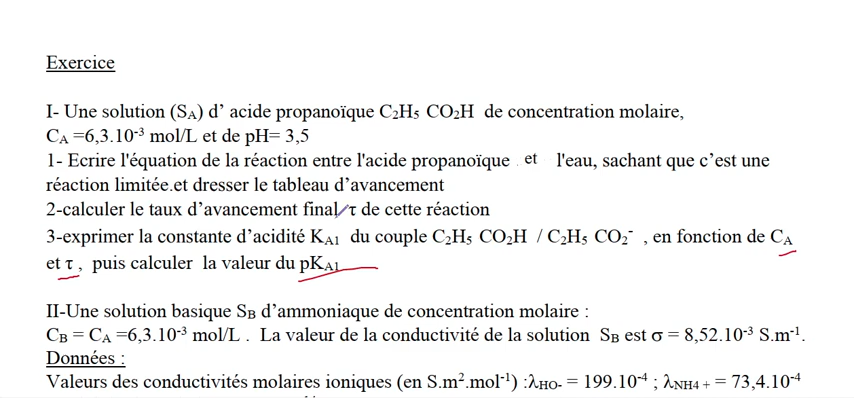 Exercice
I- Une solution (SA) d’ acide propanoïque C2H5 CO2H de concentration molaire,
CA =6,3.10-3 mol/L et de pH= 3,5
1- Ecrire l'équation de la réaction entre l'acide propanoïque et l'eau, sachant que c’est une
réaction limitée.et dresser le tableau d’avancement
2-calculer le taux d’avancement final τ de cette réaction
3-exprimer la constante d’acidité KA1 du couple C2H5 CO2H / C2H5 CO2- , en fonction de CA
et τ , puis calculer la valeur du pKA1
II-Une solution basique SB d’ammoniaque de concentration molaire :
CB = CA =6,3.10-3 mol/L . La valeur de la conductivité de la solution SB est σ = 8,52.10-3 S.m-1.
Données :
Valeurs des conductivités molaires ioniques (en S.m2.mol-1) :λHO- = 199.10-4 ; λNH4 + = 73,4.10-4